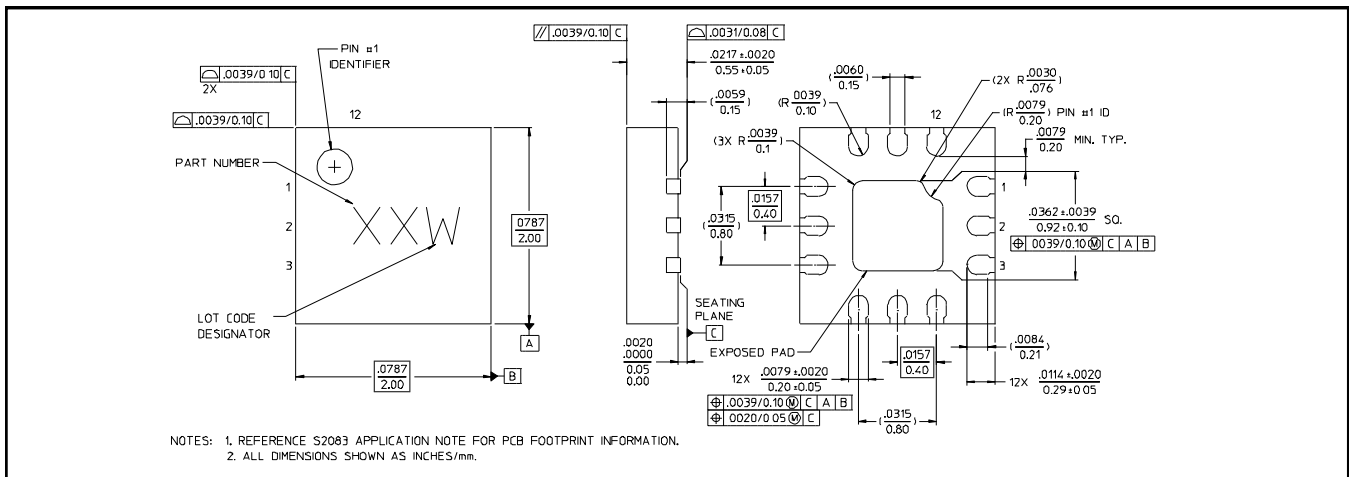 PIN #1
IDENTIFIER
⌓ .0039/0.10 C
2X
⌓ .0039/0.10 C
12
PART NUMBER
1
2
3
XXW
LOT CODE
DESIGNATOR
.0787
2.00
A
.0787
2.00
B
// .0039/0.10 C
⌓ .0031/0.08 C
.0217±.0020
0.55±0.05
(.0059
0.15)
SEATING
PLANE
C
.0020
.0000
0.05
0.00
(.0060
0.15)
(R .0039
0.10)
(3X R .0039
0.1)
12
(2X R .0030
.076)
(R .0079
0.20) PIN #1 ID
.0079
0.20 MIN. TYP.
.0157
0.40
(.0315
0.80)
1
2
3
.0362±.0039
0.92±0.10 SQ.
⌖ 0039/0.10 Ⓜ C A B
EXPOSED PAD
12X .0079±.0020
0.20±0.05
⌖ .0039/0.10 Ⓜ C A B
⌖ 0020/0 05 Ⓜ C
.0157
0.40
(.0315
0.80)
(.0084
0.21)
12X .0114±.0020
0.29±0 05
NOTES: 1. REFERENCE S2083 APPLICATION NOTE FOR PCB FOOTPRINT INFORMATION.
2. ALL DIMENSIONS SHOWN AS INCHES/mm.